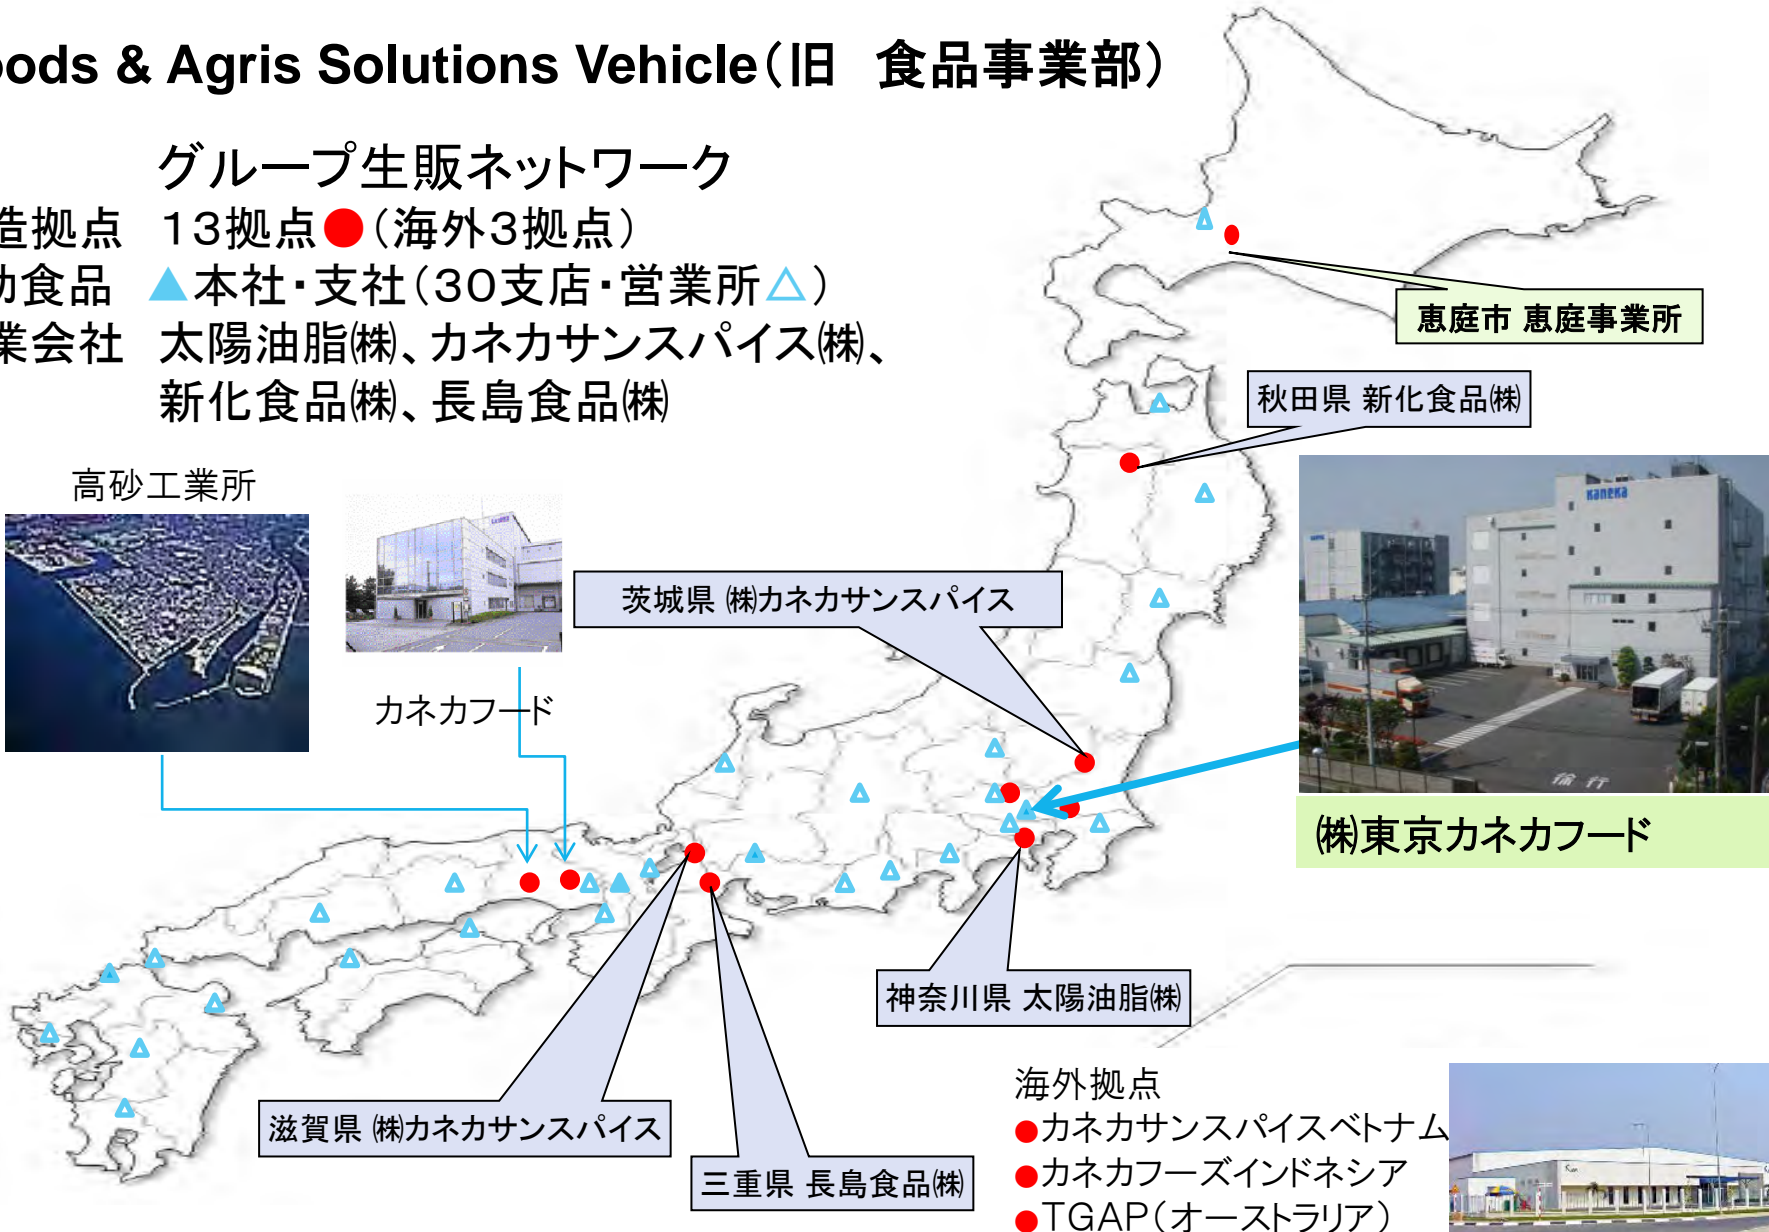 oods & Agris Solutions Vehicle(旧　食品事業部)
グループ生販ネットワーク
造拠点　13拠点●(海外3拠点)
効食品　▲本社・支社(30支店・営業所△)
業会社　太陽油脂㈱、カネカサンスパイス㈱、
新化食品㈱、長島食品㈱
恵庭市 恵庭事業所
秋田県 新化食品㈱
高砂工業所
Kaneka
茨城県 ㈱カネカサンスパイス
カネカフード
徐行
㈱東京カネカフード
神奈川県 太陽油脂㈱
滋賀県 ㈱カネカサンスパイス
三重県 長島食品㈱
海外拠点
●カネカサンスパイスベトナム
●カネカフーズインドネシア
●TGAP(オーストラリア)